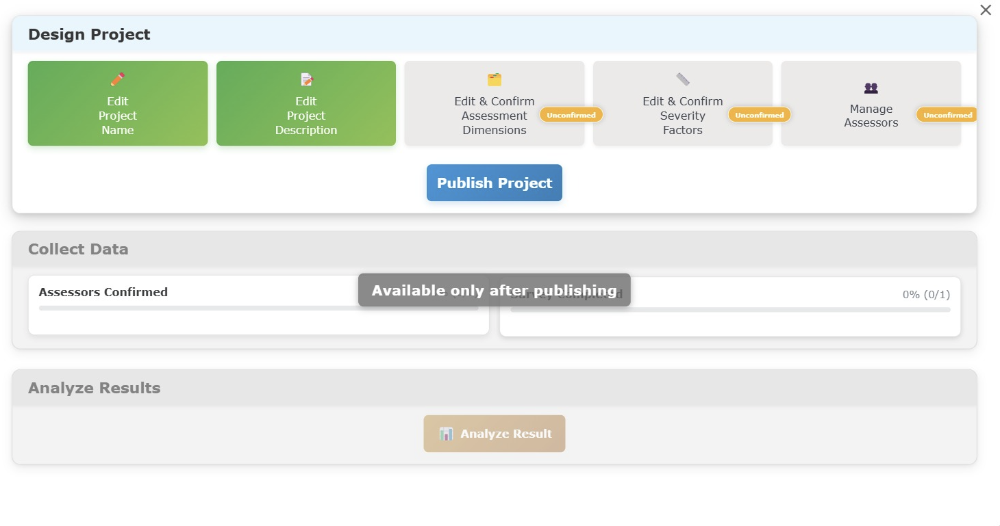 Design Project
Edit
Project
Name
Edit
Project
Description
Edit & Confirm
Assessment
Dimensions
Unconfirmed
Edit & Confirm
Severity
Factors
Unconfirmed
Manage
Assessors
Unconfirmed
Publish Project
Collect Data
Available only after publishing
Assessors Confirmed
Survey Completed
0% (0/1)
Analyze Results
Analyze Result